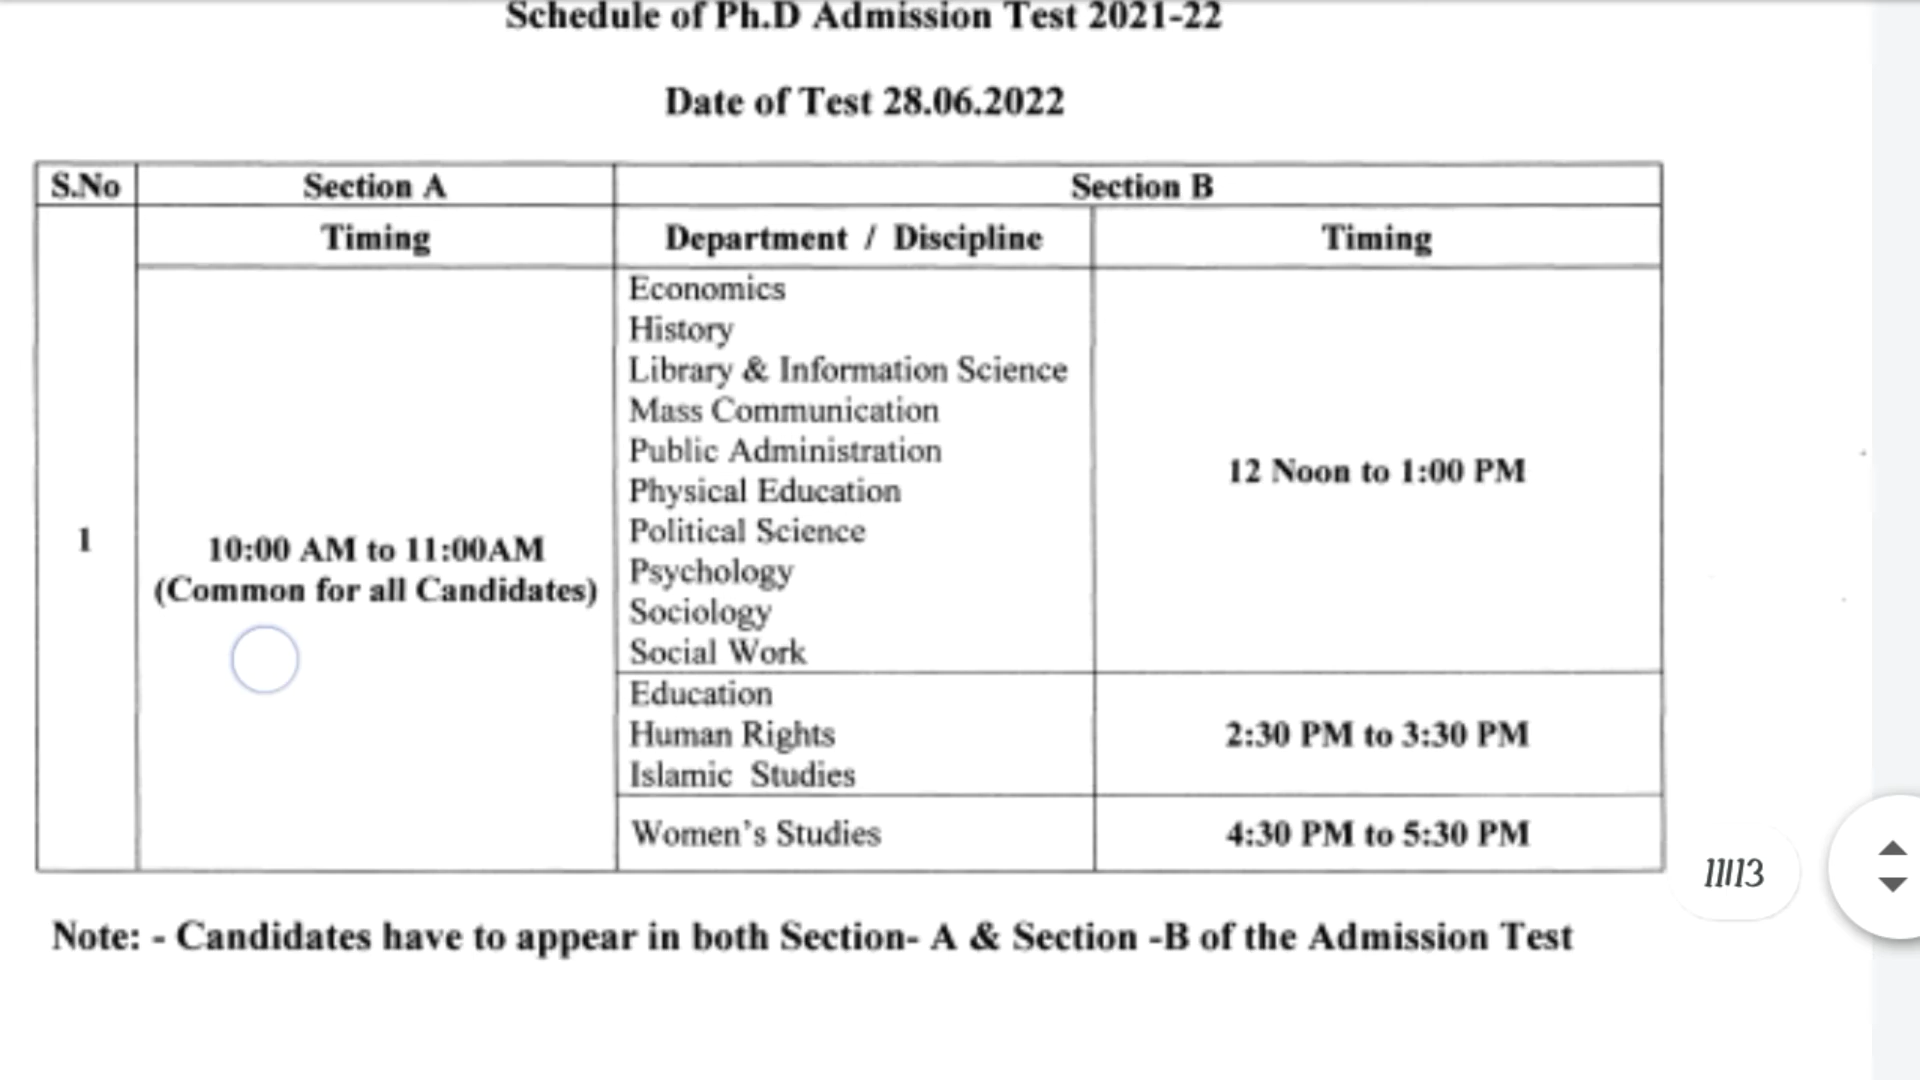 Schedule of Ph.D Admission Test 2021-22
Date of Test 28.06.2022
S.No Section A Section B
Timing Department / Discipline Timing
Economics
History
Library & Information Science
Mass Communication
Public Administration
12 Noon to 1:00 PM
Physical Education
Political Science
1
10:00 AM to 11:00AM
(Common for all Candidates)
Psychology
Sociology
Social Work
Education
Human Rights
2:30 PM to 3:30 PM
Islamic Studies
Women's Studies 4:30 PM to 5:30 PM
11/13
Note: - Candidates have to appear in both Section- A & Section -B of the Admission Test